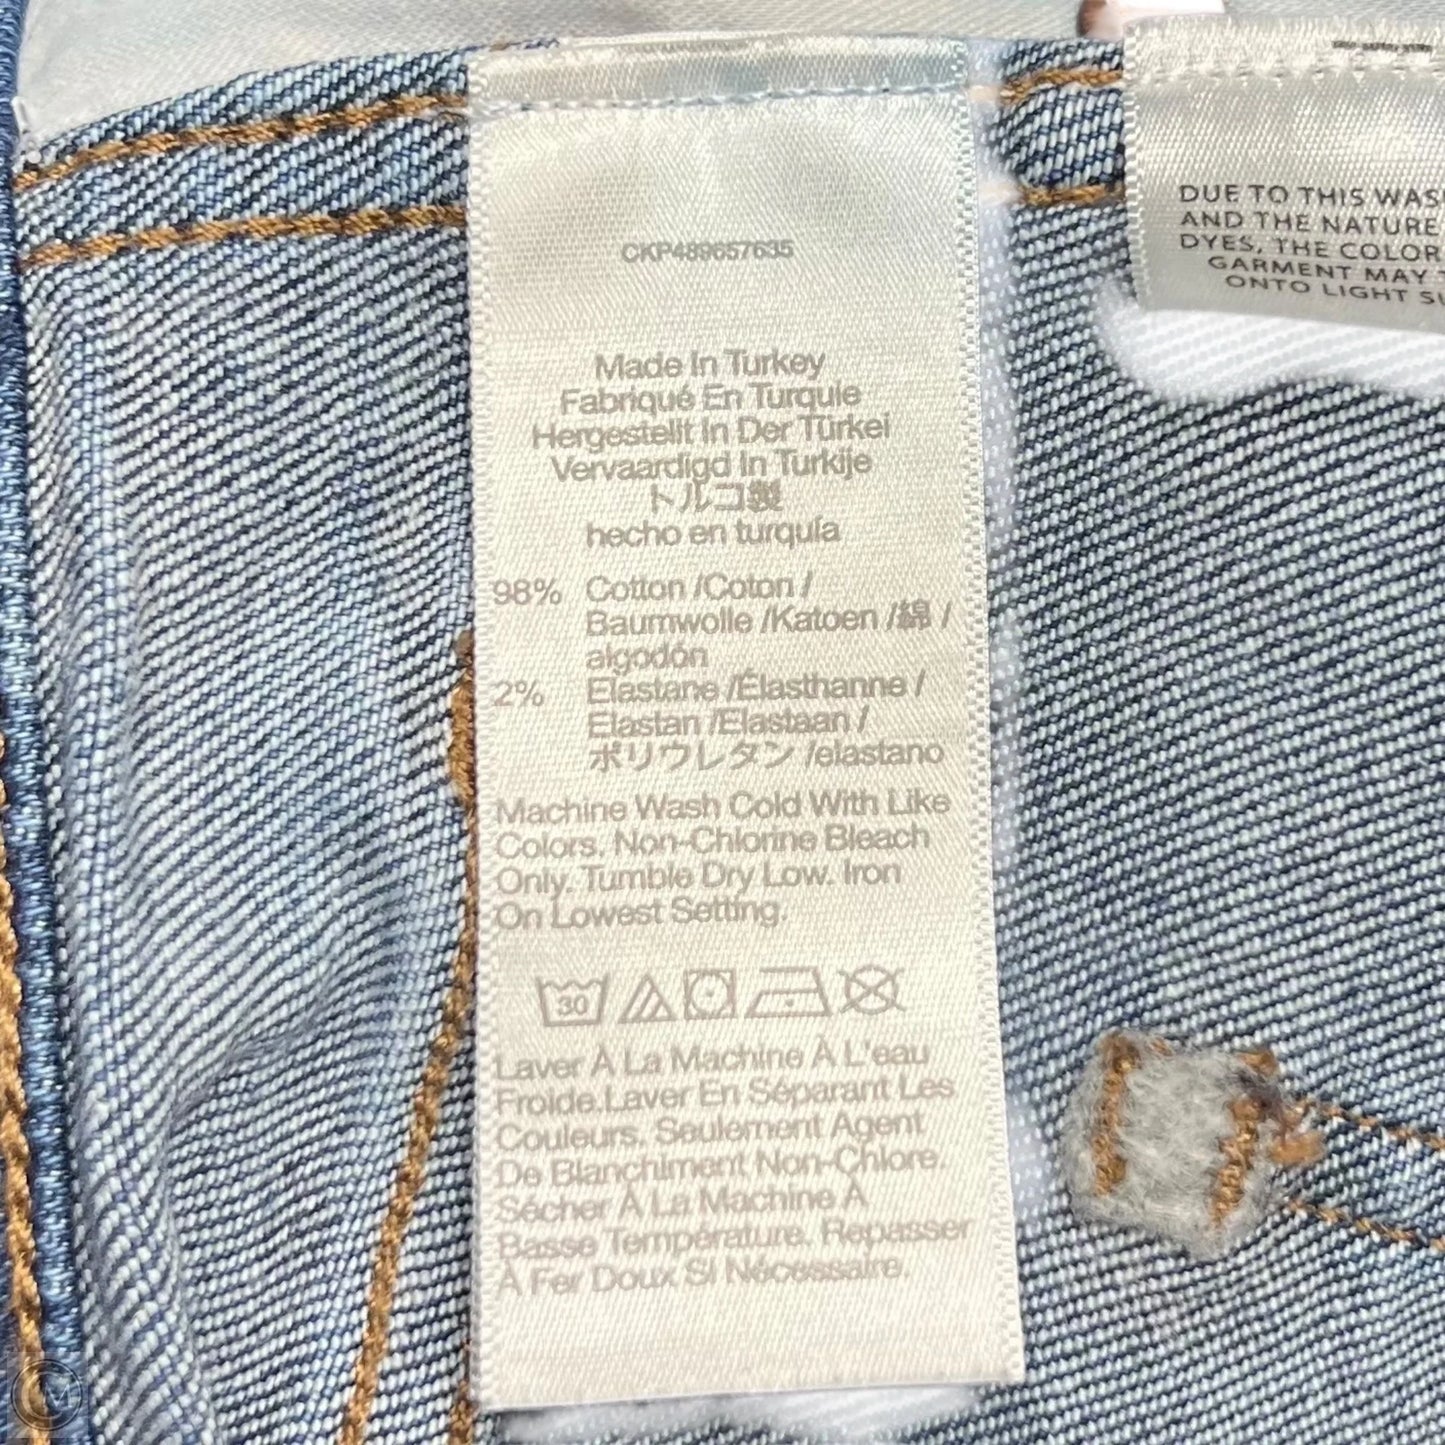 CKP489657635
Made In Turkey
Fabriqué En Turquie
Hergestellt In Der Türkei
Vervaardigd In Turkije
トルコ製
hecho en turquía
98% Cotton /Coton /
Baumwolle /Katoen /綿 /
algodón
2% Elastane /Élasthanne /
Elastan /Elastaan /
ポリウレタン /elastano
Machine Wash Cold With Like
Colors. Non-Chlorine Bleach
Only. Tumble Dry Low. Iron
On Lowest Setting.
30
Laver À La Machine À L'eau
Froide.Laver En Séparant Les
Couleurs. Seulement Agent
De Blanchiment Non-Chlore.
Sécher À La Machine À
Basse Température. Repasser
À Fer Doux Si Nécessaire.
DUE TO THIS WAS
AND THE NATURE
DYES, THE COLOR
GARMENT MAY
ONTO LIGHT